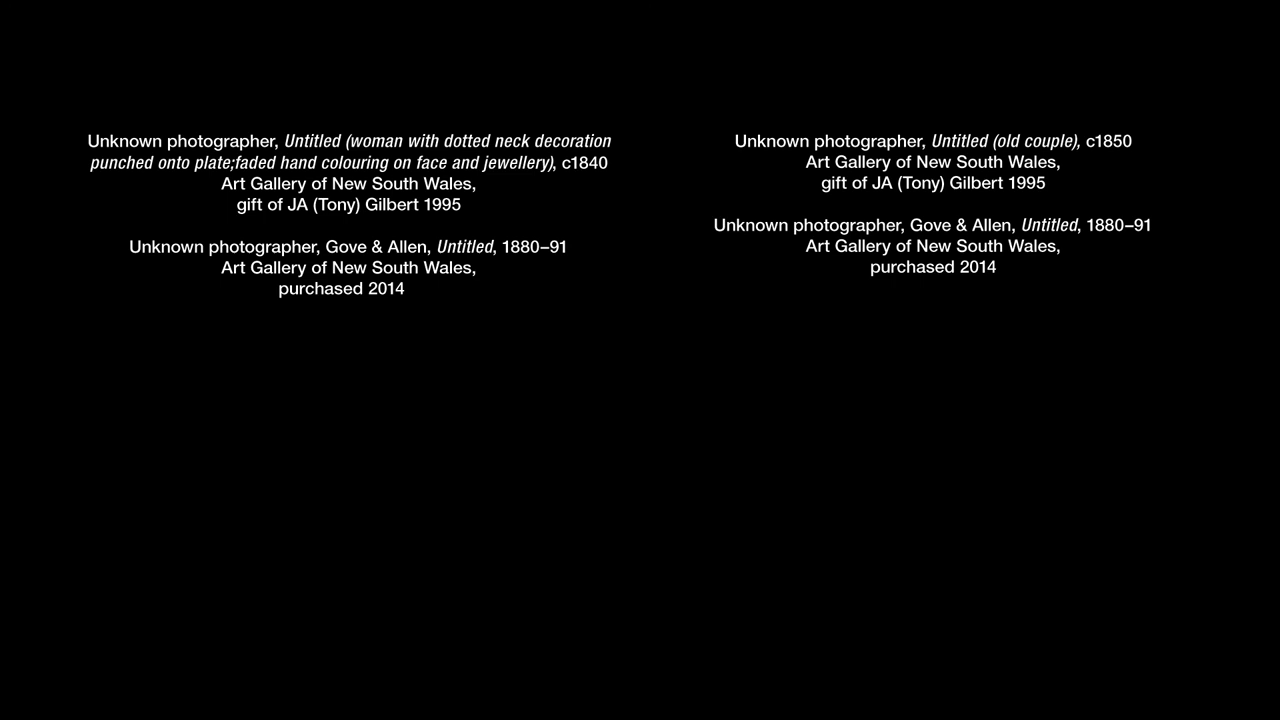 Unknown photographer, Untitled (woman with dotted neck decoration
punched onto plate;faded hand colouring on face and jewellery), c1840
Art Gallery of New South Wales,
gift of JA (Tony) Gilbert 1995
Unknown photographer, Gove & Allen, Untitled, 1880–91
Art Gallery of New South Wales,
purchased 2014
Unknown photographer, Untitled (old couple), c1850
Art Gallery of New South Wales,
gift of JA (Tony) Gilbert 1995
Unknown photographer, Gove & Allen, Untitled, 1880–91
Art Gallery of New South Wales,
purchased 2014